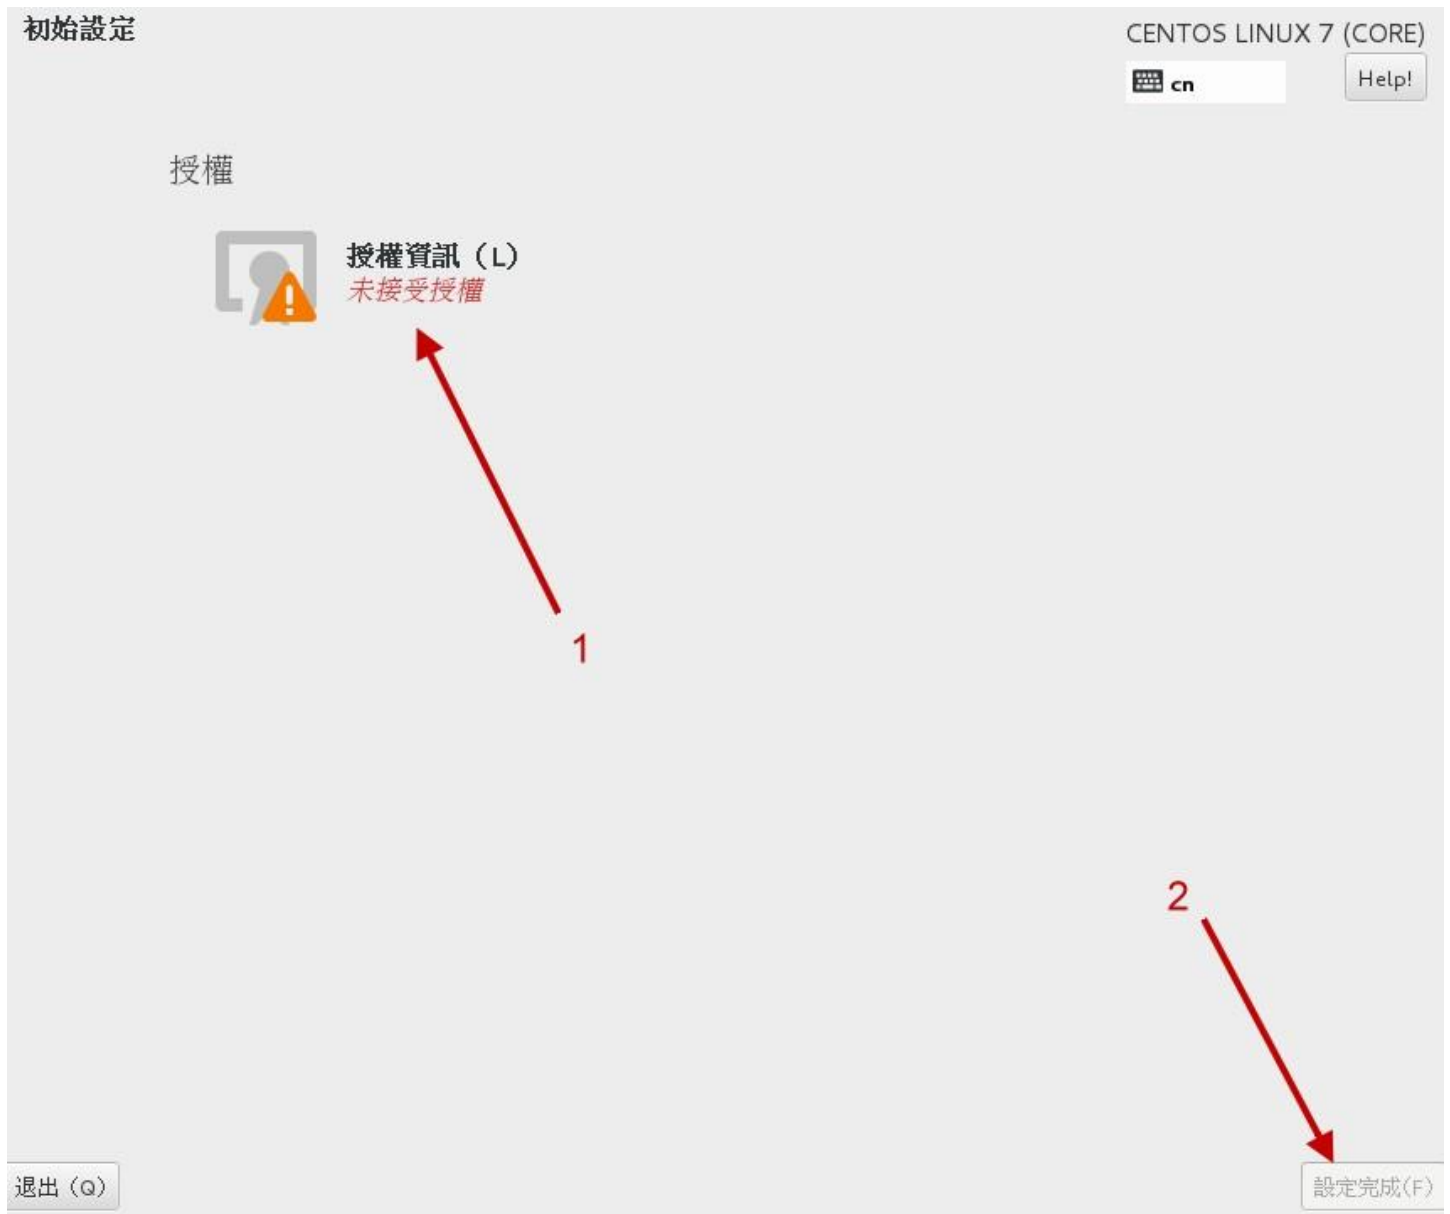 初始設定
CENTOS LINUX 7 (CORE)
cn
Help!
授權
授權資訊（L）
未接受授權
1
2
退出（Q）
設定完成(F)